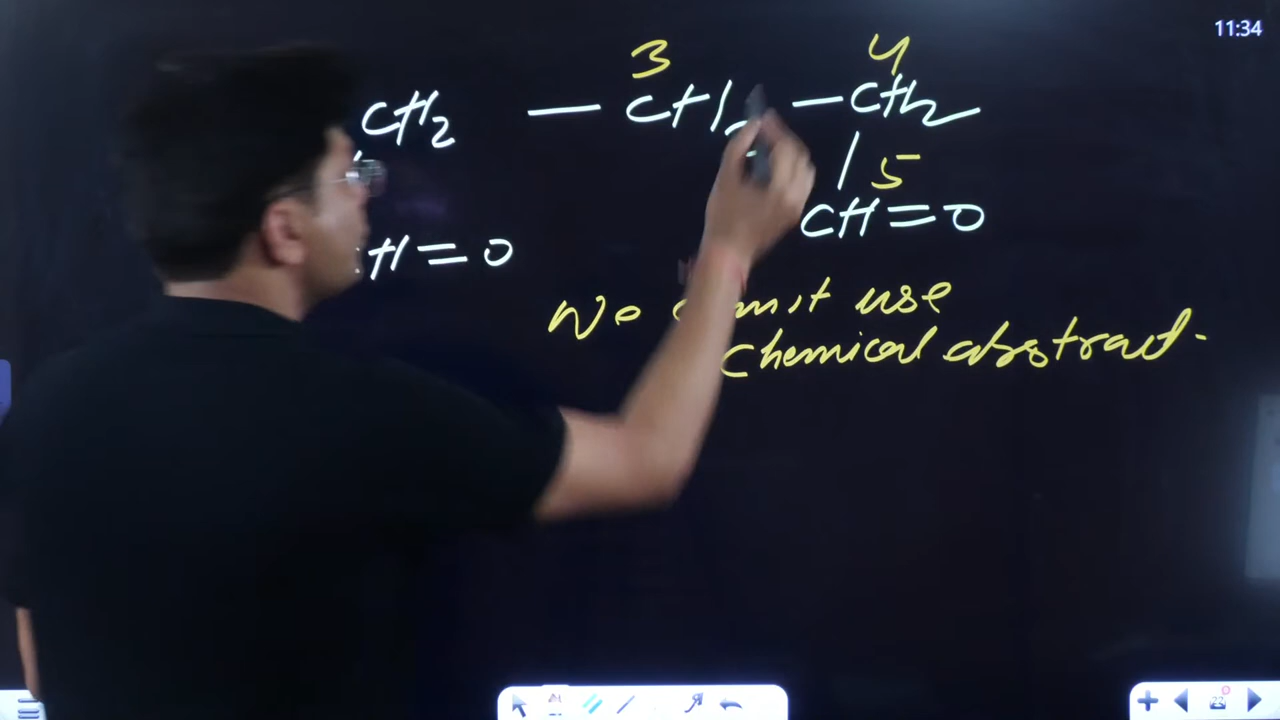 11:34
3 4
CH2 — CH2 — CH2
| 5
H=O CH=O
We use
chemical abstract.